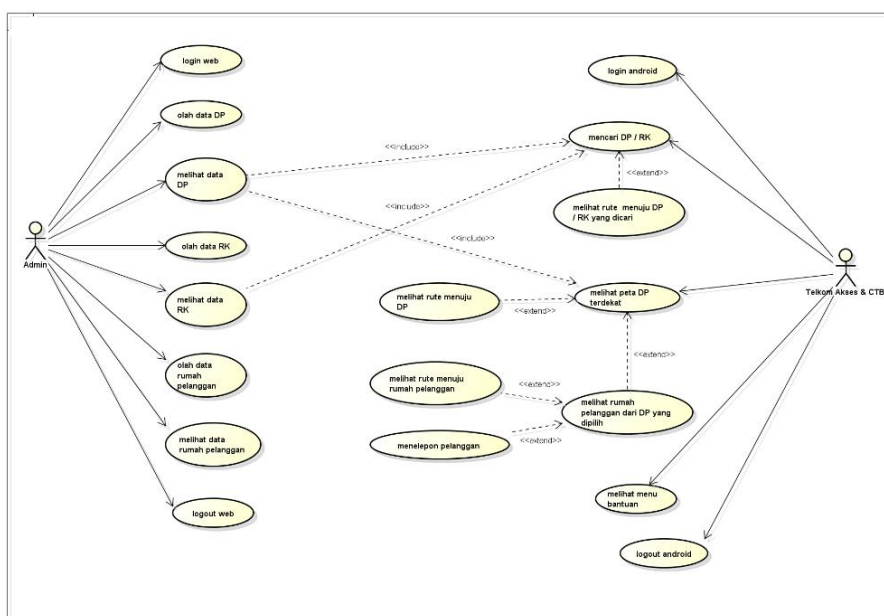 login web
login android
olah data DP
mencari DP / RK
<<include>>
melihat data
DP
<<extend>>
<<include>>
melihat rute menuju DP
/ RK yang dicari
olah data RK
<<include>>
Admin
melihat data
RK
melihat rute menuju
DP
<<extend>>
melihat peta DP
terdekat
Telkom Akses & CTB
olah data
rumah
pelanggan
<<extend>>
melihat rute menuju
rumah pelanggan
<<extend>>
melihat rumah
pelanggan dari DP yang
dipilih
melihat data
rumah pelanggan
menelepon pelanggan
<<extend>>
melihat menu
bantuan
logout web
logout android